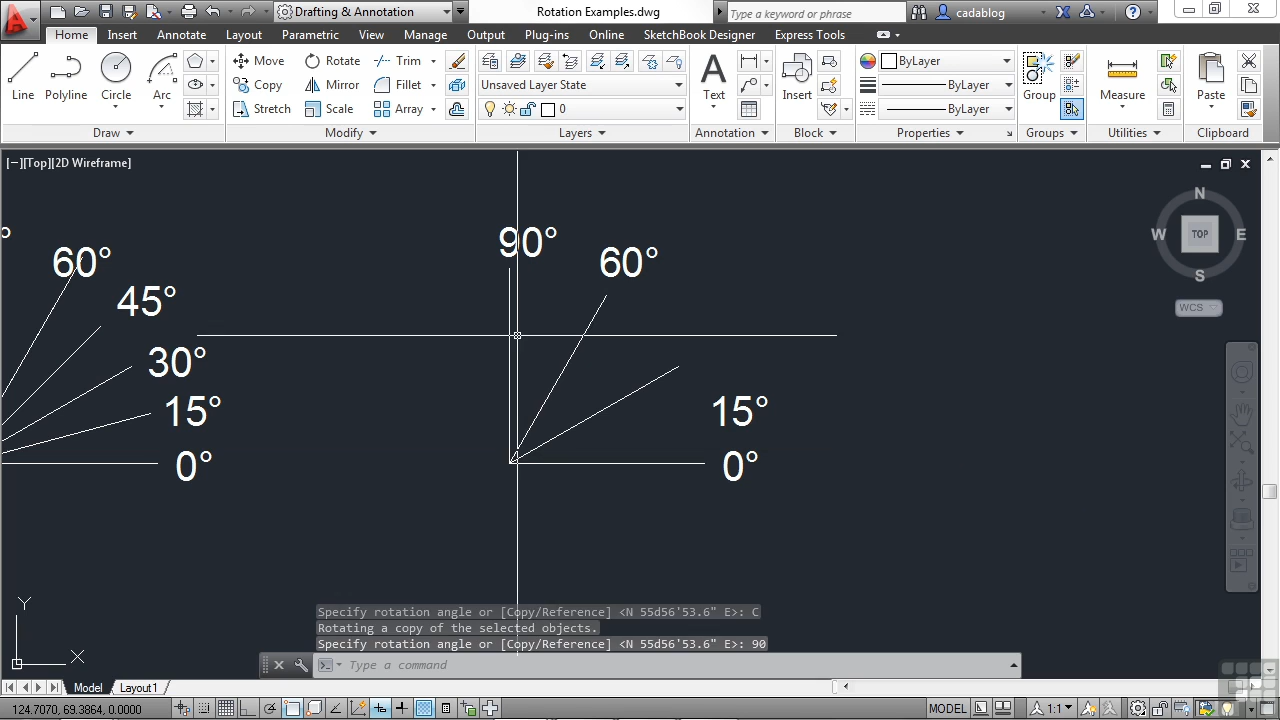 Drafting & Annotation
Rotation Examples.dwg
Type a keyword or phrase
cadablog
Home Insert Annotate Layout Parametric View Manage Output Plug-ins Online SketchBook Designer Express Tools
Line
Polyline
Circle
Arc
Draw
Move
Rotate
Trim
Copy
Mirror
Fillet
Stretch
Scale
Array
Modify
Unsaved Layer State
0
Layers
Text
Annotation
Insert
Block
ByLayer
ByLayer
ByLayer
Properties
Group
Groups
Measure
Utilities
Paste
Clipboard
[−][Top][2D Wireframe]
N
W TOP E
S
WCS
90° 60°
60°
45°
30°
15° 15°
0° 0°
Y
X
Specify rotation angle or [Copy/Reference] <N 55d56'53.6" E>: C
Rotating a copy of the selected objects.
Specify rotation angle or [Copy/Reference] <N 55d56'53.6" E>: 90
Type a command
Model Layout1
124.7070, 69.3864, 0.0000
MODEL
1:1